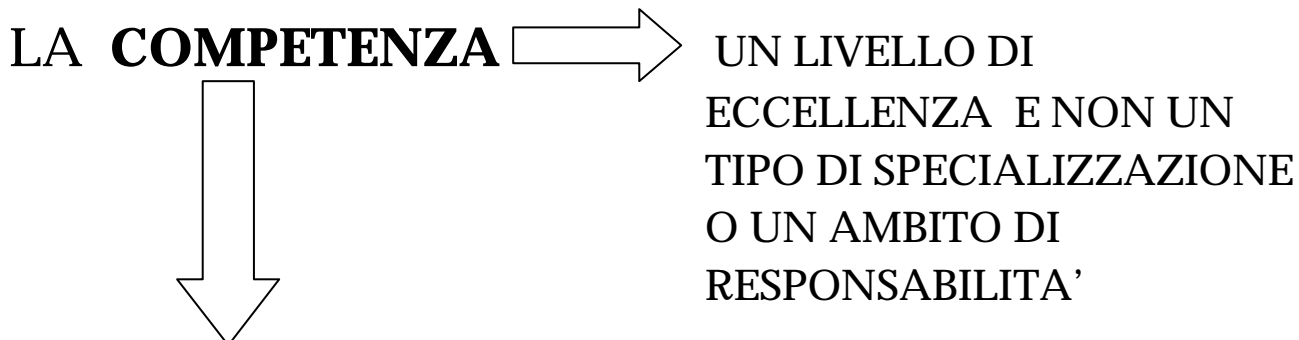 LA COMPETENZA
UN LIVELLO DI
ECCELLENZA E NON UN
TIPO DI SPECIALIZZAZIONE
O UN AMBITO DI
RESPONSABILITA’